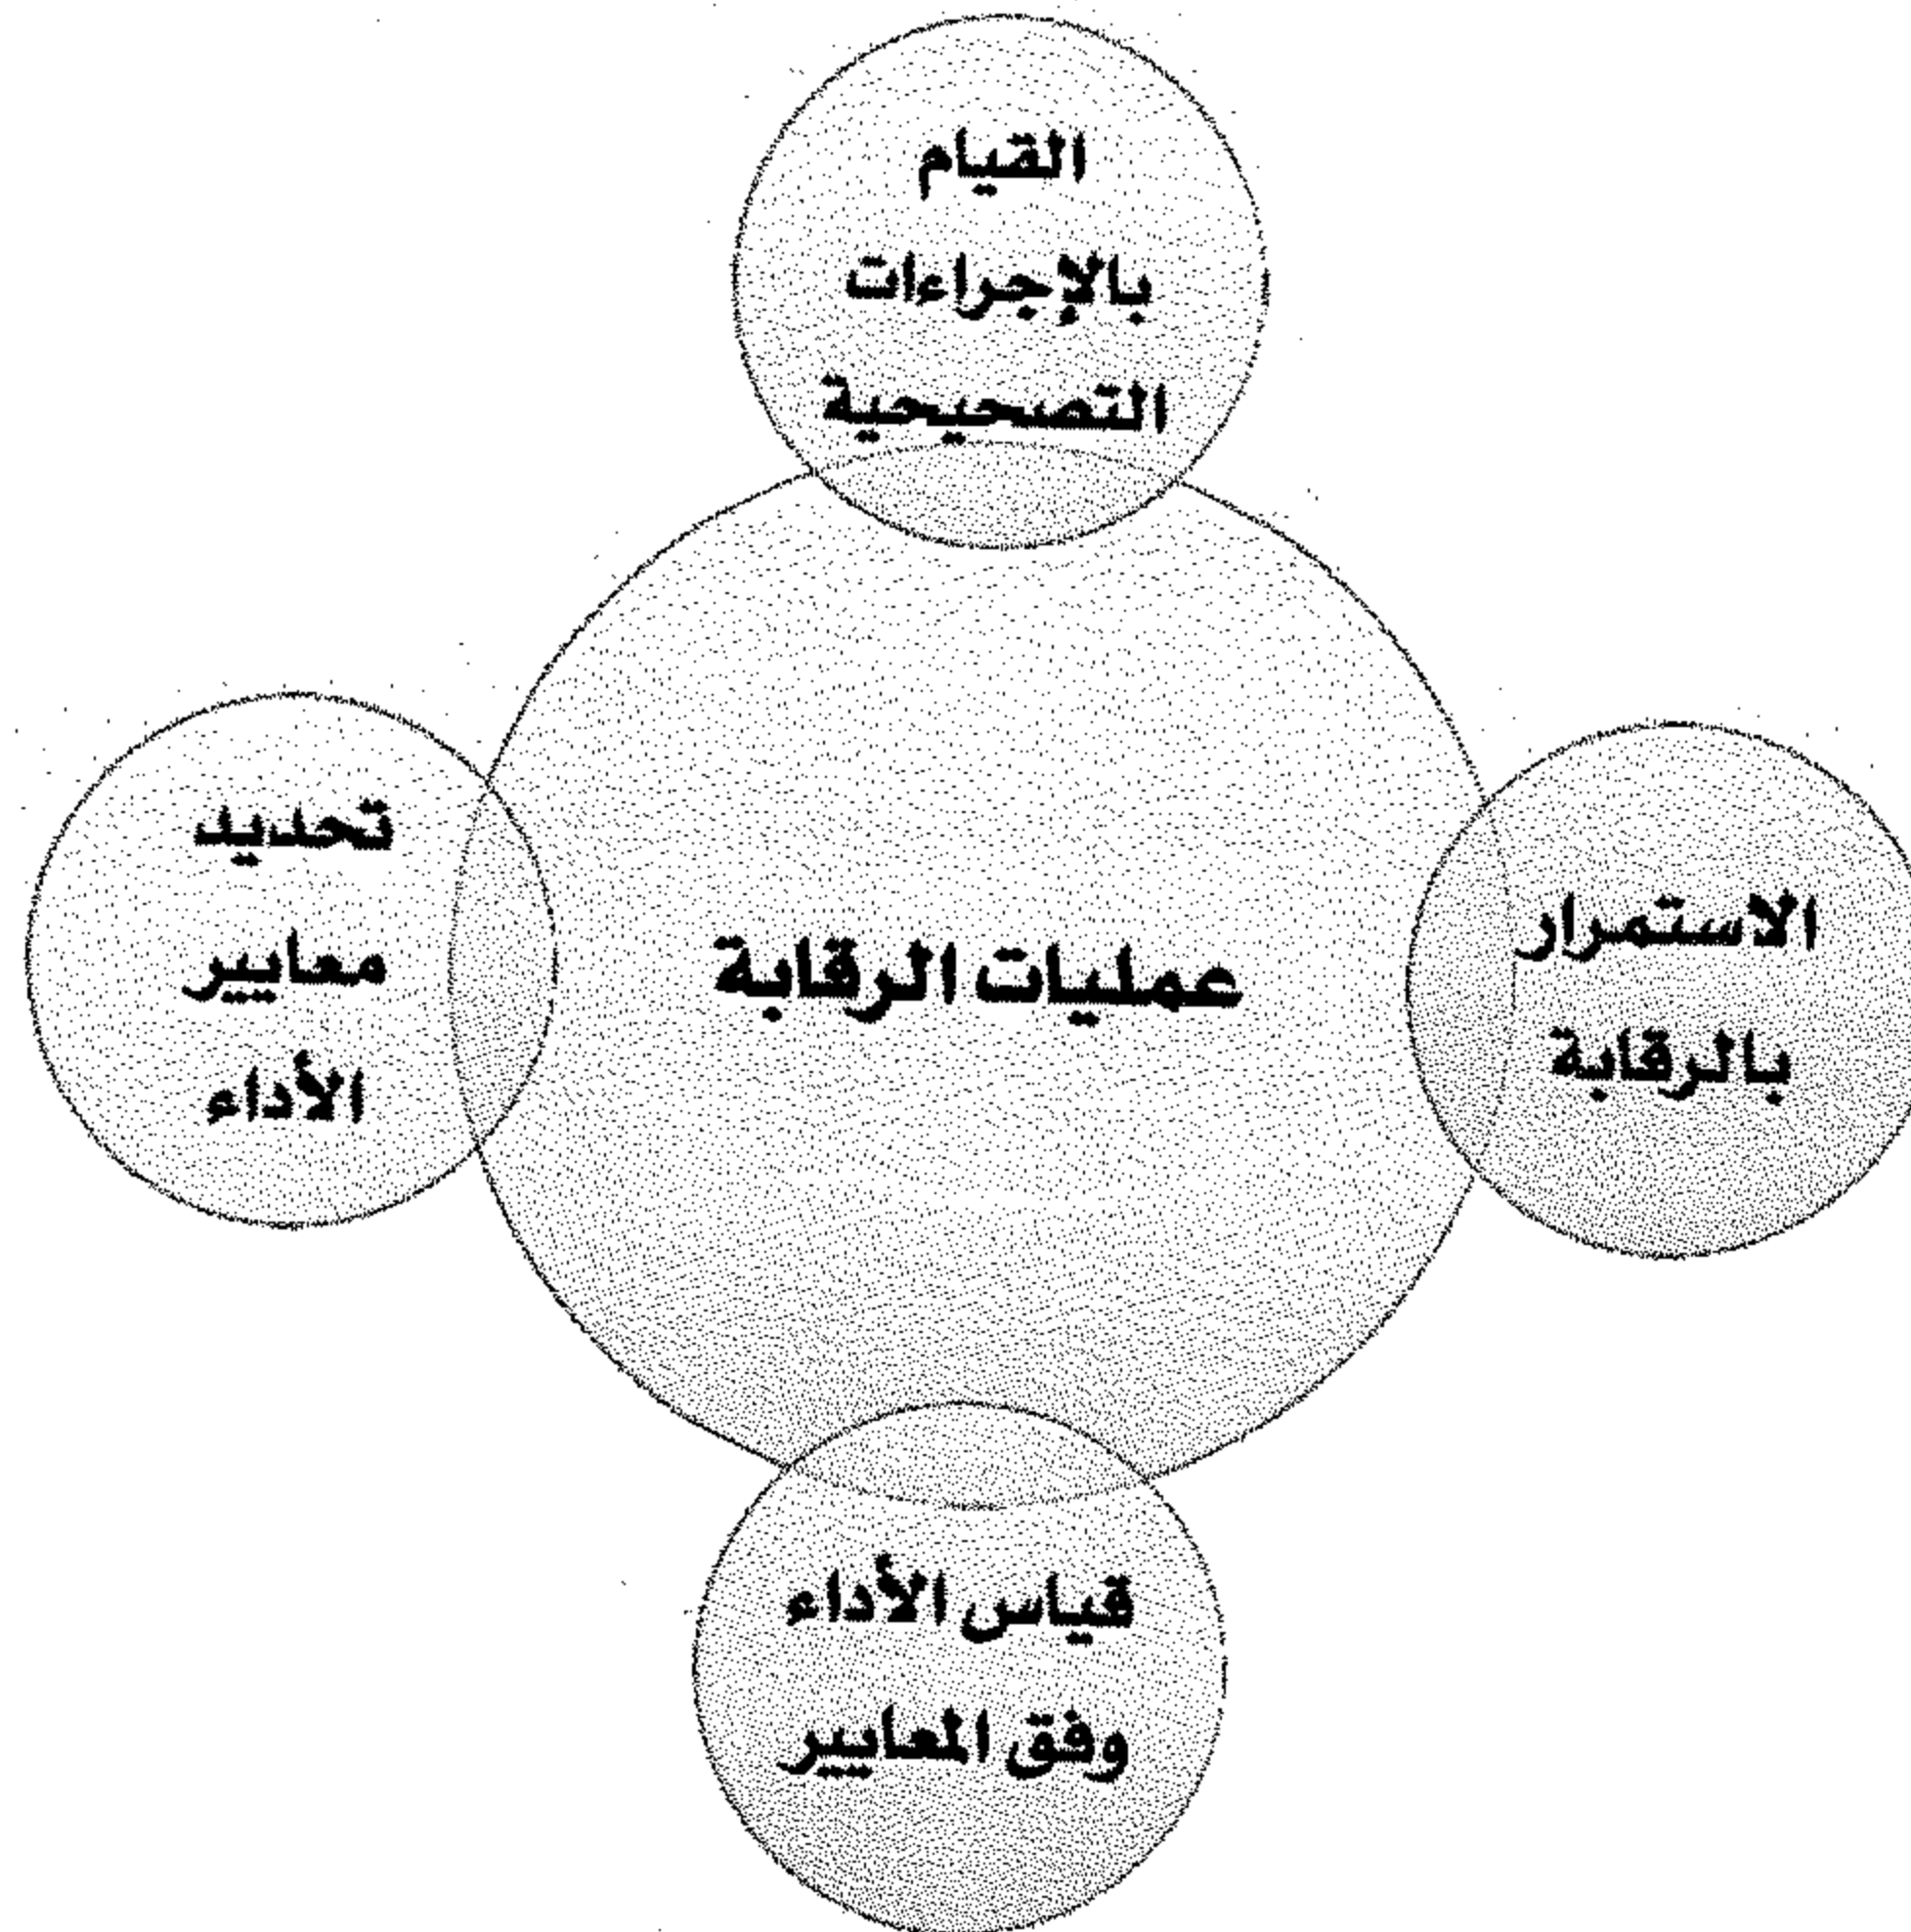 القيام
بالإجراءات
التصحيحية
تحديد
معايير
الأداء
عمليات الرقابة
الاستمرار
بالرقابة
قياس الأداء
وفق المعايير